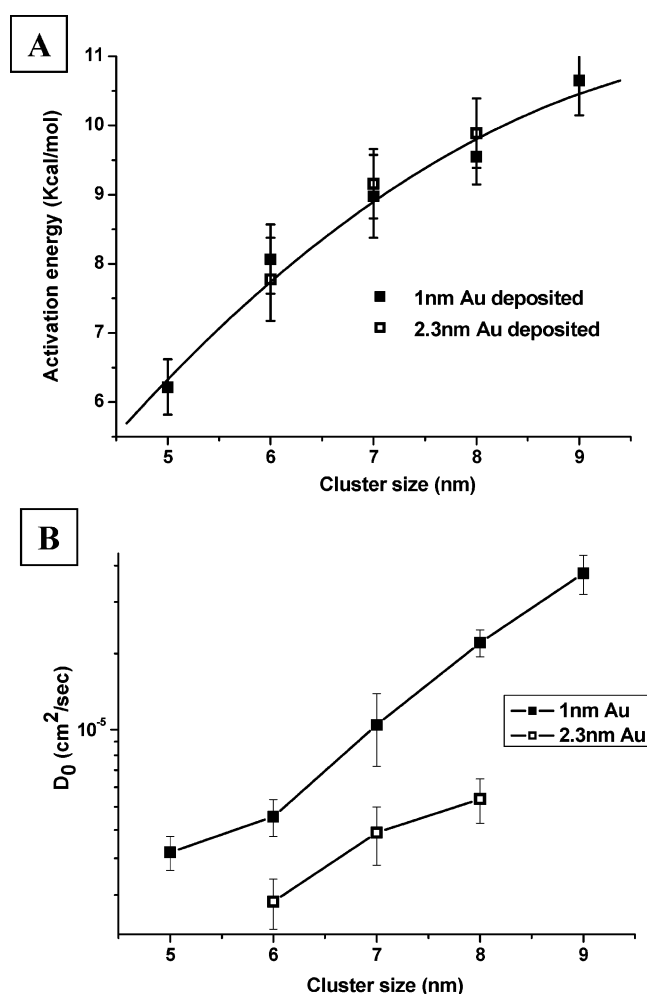 A
11
10
9
8
7
6
Activation energy (Kcal/mol)
1nm Au deposited
2.3nm Au deposited
5 6 7 8 9
Cluster size (nm)
B
D₀ (cm²/sec)
10⁻⁵
1nm Au
2.3nm Au
5 6 7 8 9
Cluster size (nm)